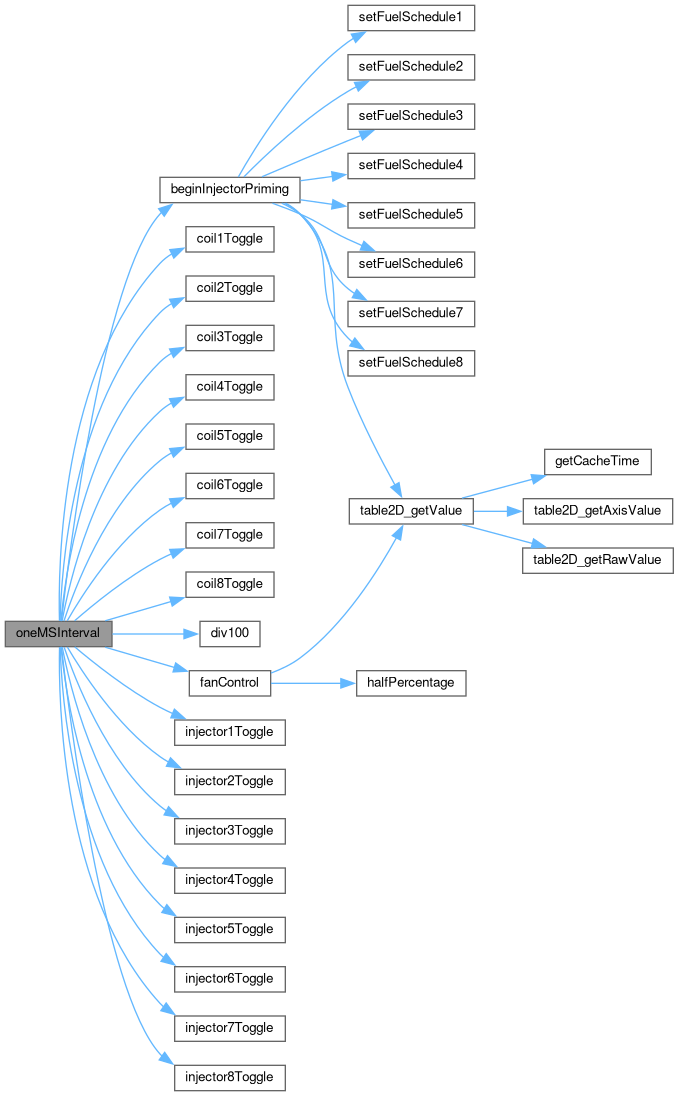 setFuelSchedule1
setFuelSchedule2
setFuelSchedule3
setFuelSchedule4
beginInjectorPriming
setFuelSchedule5
coil1Toggle
setFuelSchedule6
coil2Toggle
setFuelSchedule7
coil3Toggle
setFuelSchedule8
coil4Toggle
coil5Toggle
getCacheTime
coil6Toggle
table2D_getValue
table2D_getAxisValue
coil7Toggle
table2D_getRawValue
coil8Toggle
oneMSInterval
div100
fanControl
halfPercentage
injector1Toggle
injector2Toggle
injector3Toggle
injector4Toggle
injector5Toggle
injector6Toggle
injector7Toggle
injector8Toggle